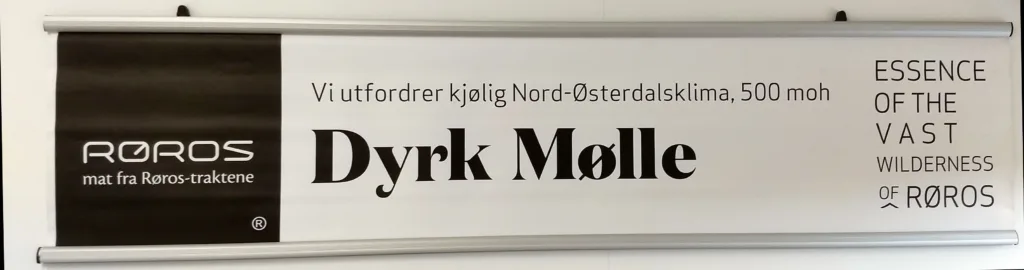 RØROS
mat fra Røros-traktene
®
Vi utfordrer kjølig Nord-Østerdalsklima, 500 moh
Dyrk Mølle
ESSENCE
OF THE
VAST
WILDERNESS
OF RØROS